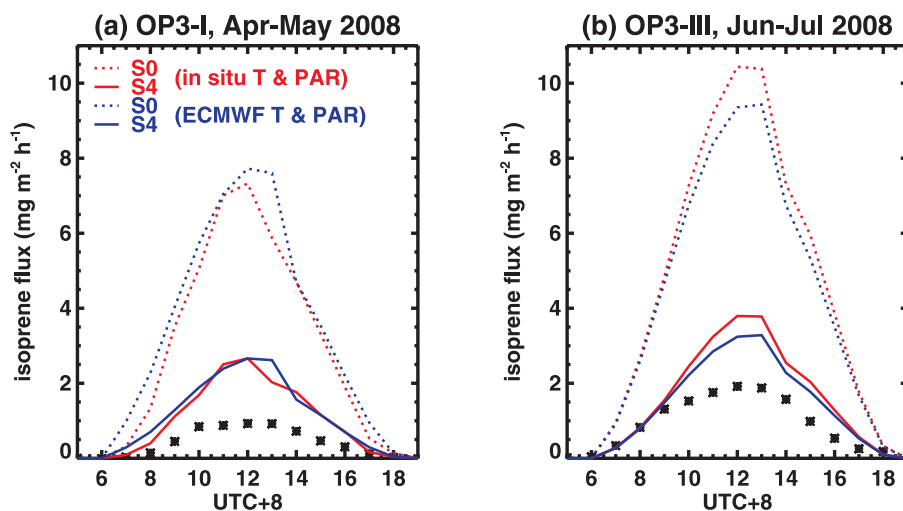 (a) OP3-I, Apr-May 2008
(b) OP3-III, Jun-Jul 2008
S0
S4
(in situ T & PAR)
S0
S4
(ECMWF T & PAR)
isoprene flux (mg m⁻² h⁻¹)
10
8
6
4
2
0
6 8 10 12 14 16 18
UTC+8
isoprene flux (mg m⁻² h⁻¹)
10
8
6
4
2
0
6 8 10 12 14 16 18
UTC+8